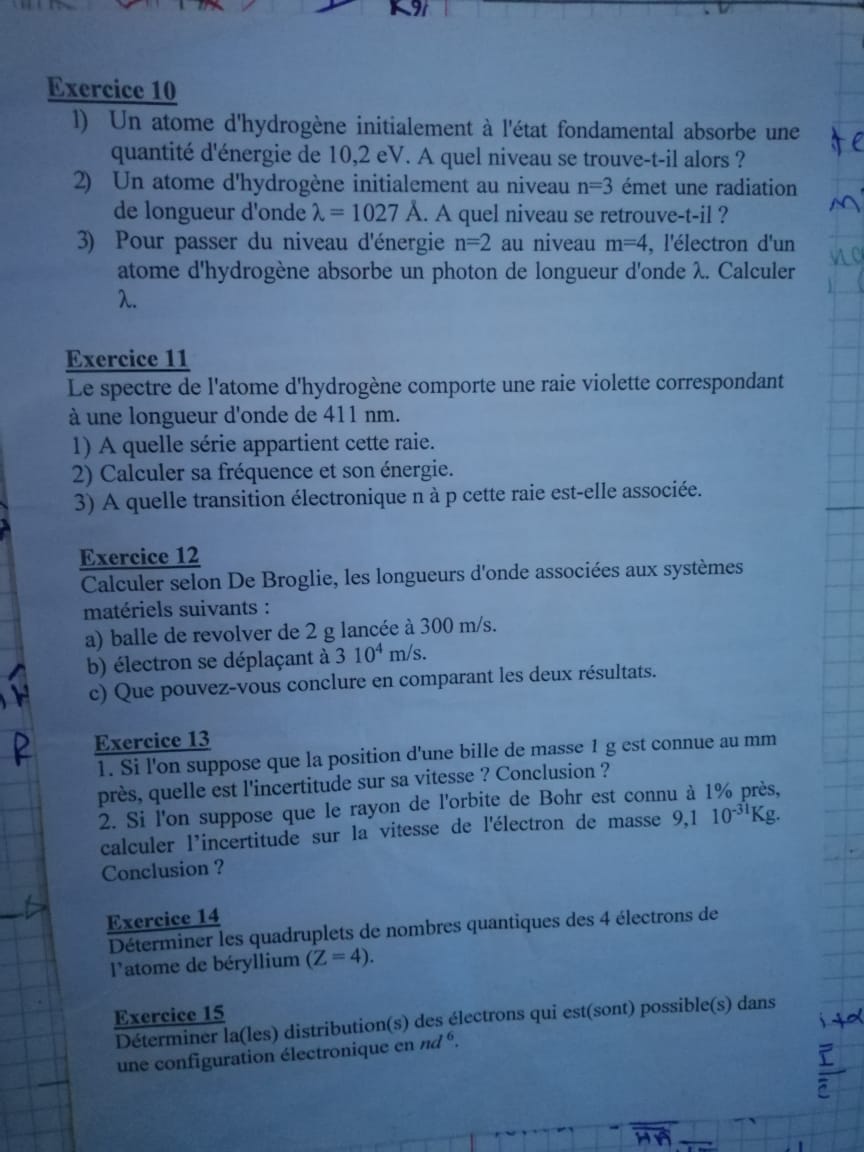 K9i
Exercice 10
1) Un atome d'hydrogène initialement à l'état fondamental absorbe une
quantité d'énergie de 10,2 eV. A quel niveau se trouve-t-il alors ?
2) Un atome d'hydrogène initialement au niveau n=3 émet une radiation
de longueur d'onde λ = 1027 Å. A quel niveau se retrouve-t-il ?
3) Pour passer du niveau d'énergie n=2 au niveau m=4, l'électron d'un
atome d'hydrogène absorbe un photon de longueur d'onde λ. Calculer
λ.
Exercice 11
Le spectre de l'atome d'hydrogène comporte une raie violette correspondant
à une longueur d'onde de 411 nm.
1) A quelle série appartient cette raie.
2) Calculer sa fréquence et son énergie.
3) A quelle transition électronique n à p cette raie est-elle associée.
Exercice 12
Calculer selon De Broglie, les longueurs d'onde associées aux systèmes
matériels suivants :
a) balle de revolver de 2 g lancée à 300 m/s.
b) électron se déplaçant à 3 10⁴ m/s.
c) Que pouvez-vous conclure en comparant les deux résultats.
Exercice 13
1. Si l'on suppose que la position d'une bille de masse 1 g est connue au mm
près, quelle est l'incertitude sur sa vitesse ? Conclusion ?
2. Si l'on suppose que le rayon de l'orbite de Bohr est connu à 1% près,
calculer l’incertitude sur la vitesse de l'électron de masse 9,1 10⁻³¹Kg.
Conclusion ?
Exercice 14
Déterminer les quadruplets de nombres quantiques des 4 électrons de
l’atome de béryllium (Z = 4).
Exercice 15
Déterminer la(les) distribution(s) des électrons qui est(sont) possible(s) dans
une configuration électronique en nd ⁶.